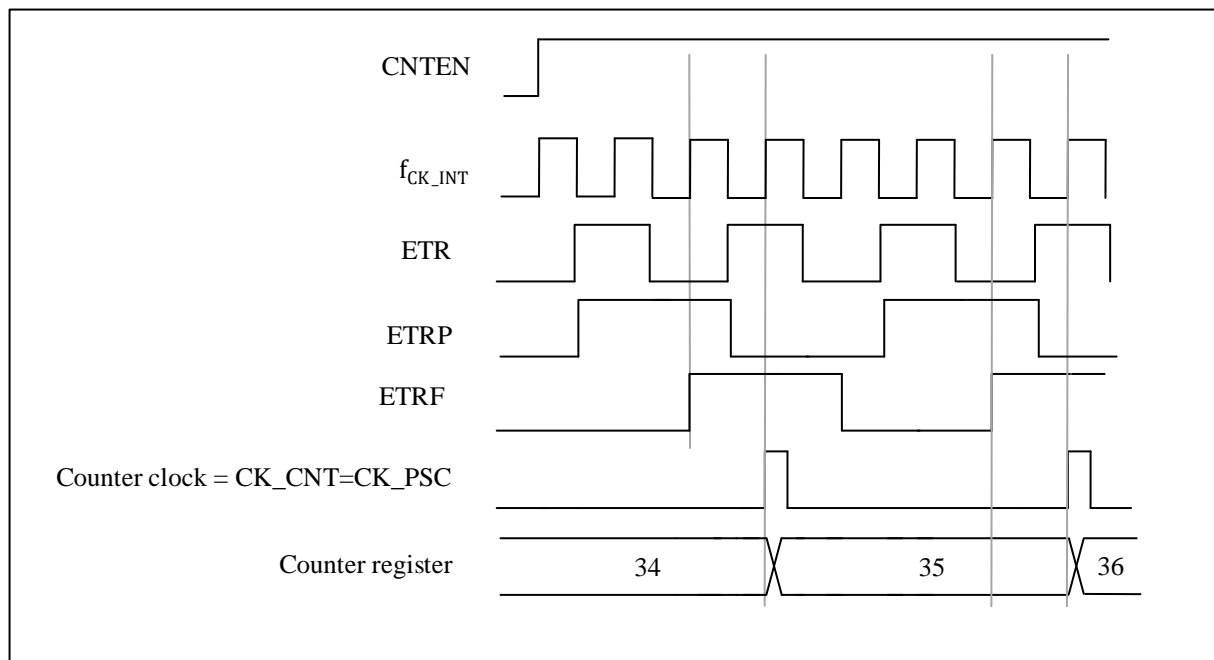 CNTEN
fCK_INT
ETR
ETRP
ETRF
Counter clock = CK_CNT=CK_PSC
Counter register 34 35 36